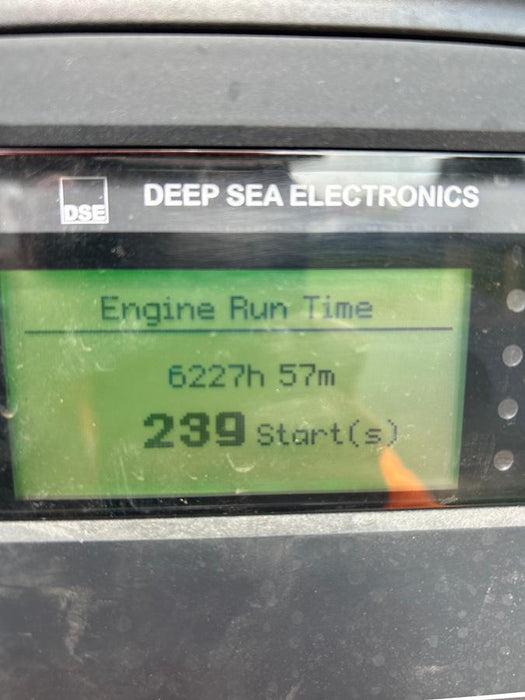 DSE
DEEP SEA ELECTRONICS
Engine Run Time
6227h 57m
239 Start(s)